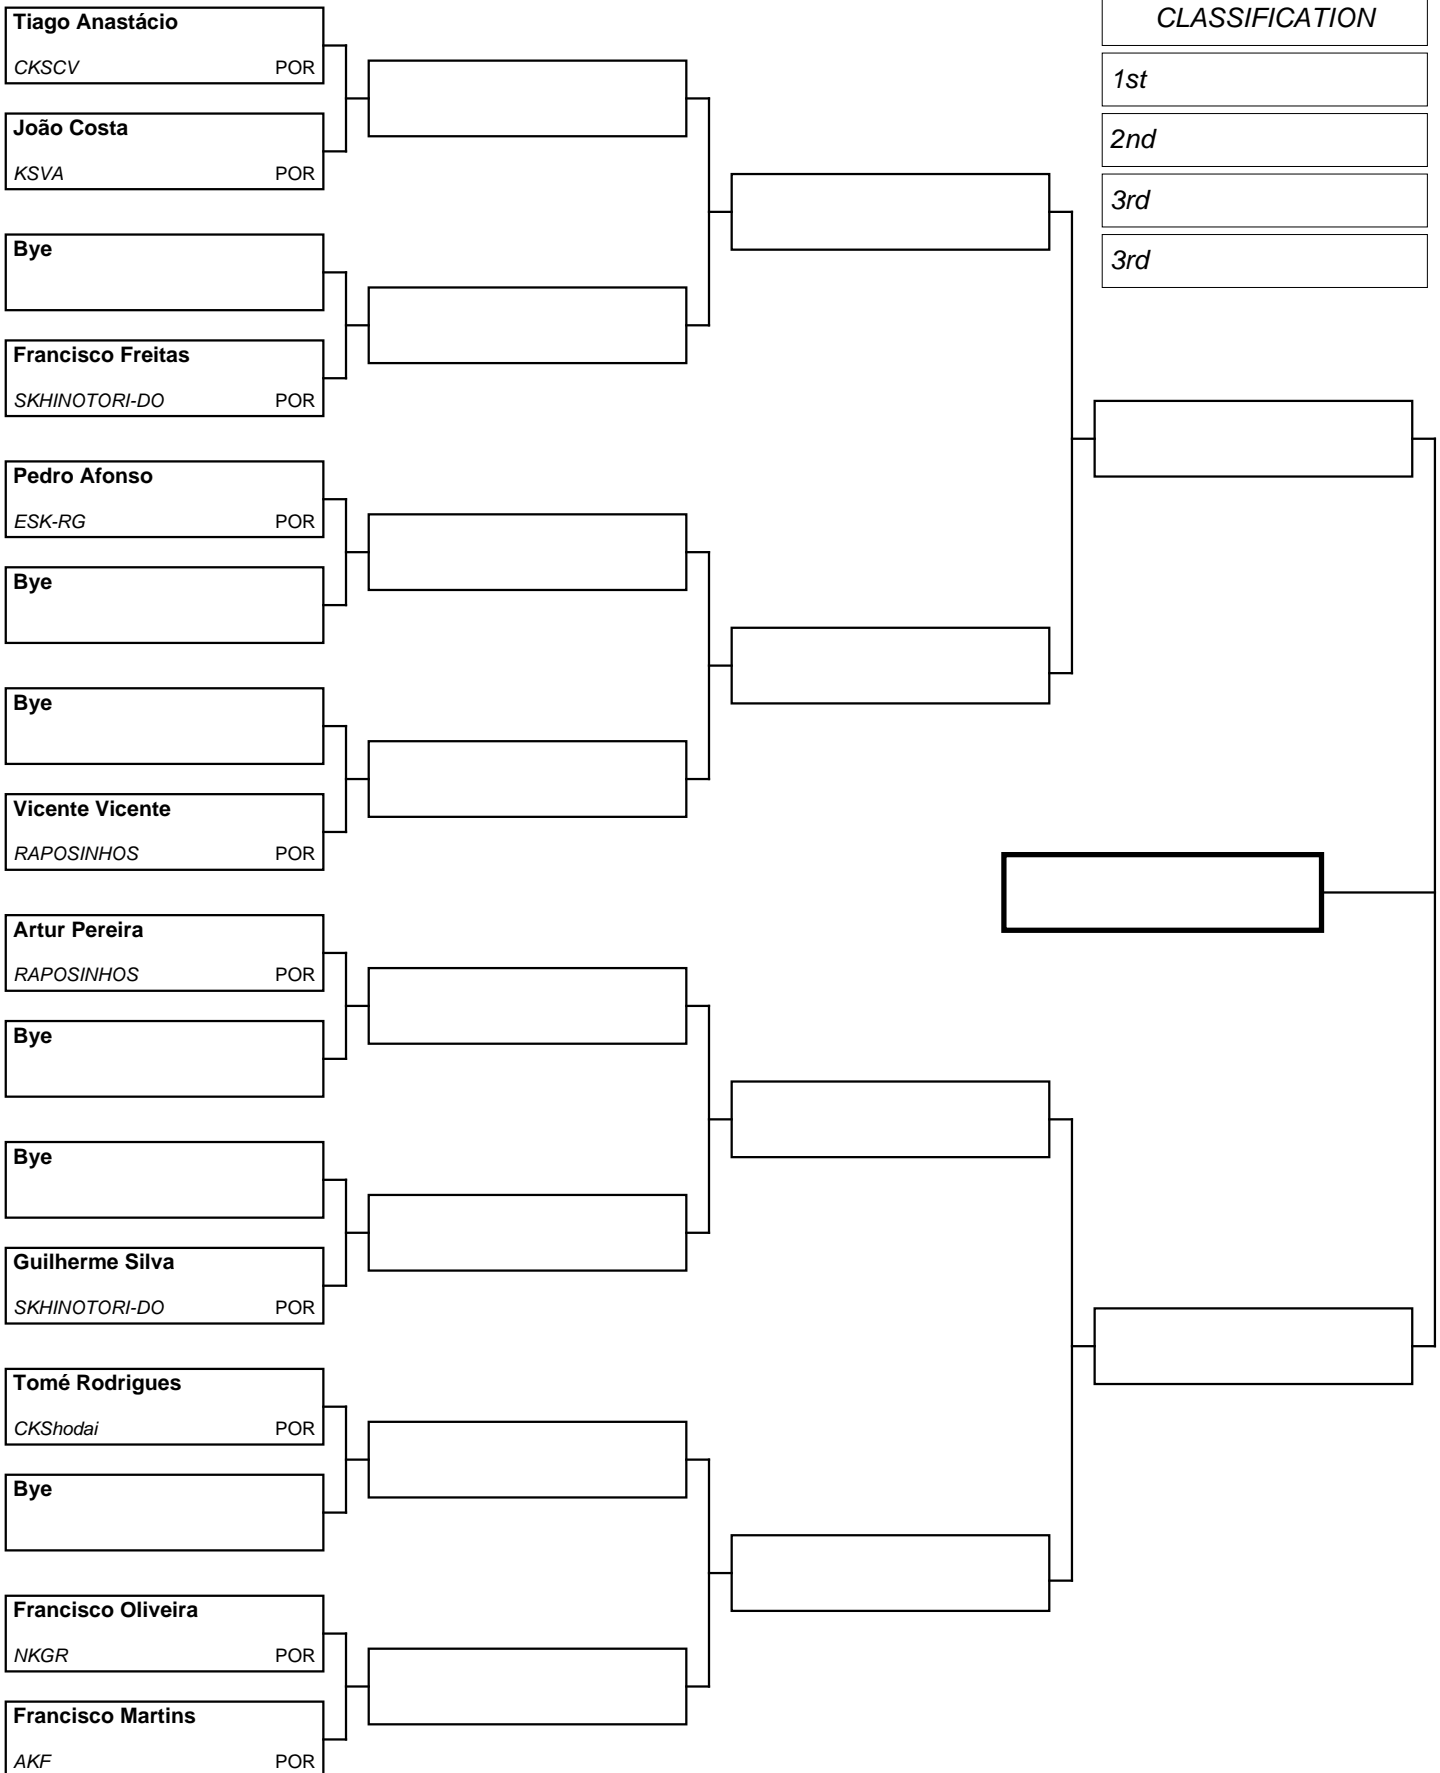 Tiago Anastácio
CKSCV POR
João Costa
KSVA POR
Bye
Francisco Freitas
SKHINOTORI-DO POR
Pedro Afonso
ESK-RG POR
Bye
Bye
Vicente Vicente
RAPOSINHOS POR
Artur Pereira
RAPOSINHOS POR
Bye
Bye
Guilherme Silva
SKHINOTORI-DO POR
Tomé Rodrigues
CKShodai POR
Bye
Francisco Oliveira
NKGR POR
Francisco Martins
AKF POR
CLASSIFICATION
1st
2nd
3rd
3rd